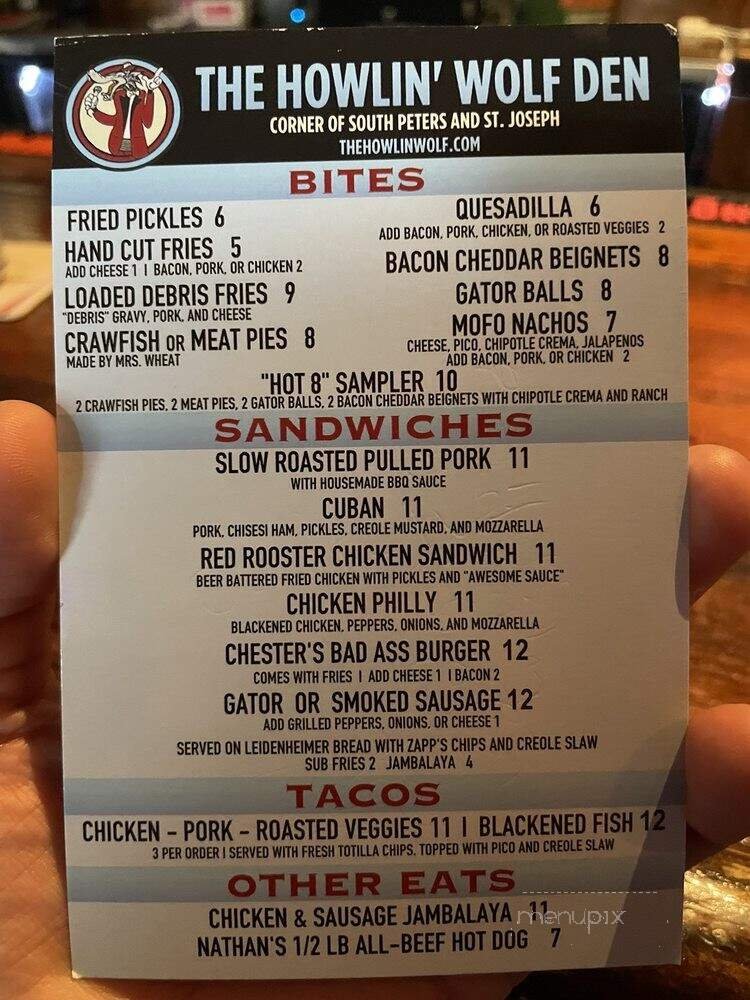 THE HOWLIN' WOLF DEN
CORNER OF SOUTH PETERS AND ST. JOSEPH
THEHOWLINWOLF.COM
BITES
FRIED PICKLES 6
HAND CUT FRIES 5
ADD CHEESE 1 | BACON, PORK, OR CHICKEN 2
LOADED DEBRIS FRIES 9
"DEBRIS" GRAVY, PORK, AND CHEESE
CRAWFISH OR MEAT PIES 8
MADE BY MRS. WHEAT
QUESADILLA 6
ADD BACON, PORK, CHICKEN, OR ROASTED VEGGIES 2
BACON CHEDDAR BEIGNETS 8
GATOR BALLS 8
MOFO NACHOS 7
CHEESE, PICO, CHIPOTLE CREMA, JALAPENOS
ADD BACON, PORK, OR CHICKEN 2
"HOT 8" SAMPLER 10
2 CRAWFISH PIES, 2 MEAT PIES, 2 GATOR BALLS, 2 BACON CHEDDAR BEIGNETS WITH CHIPOTLE CREMA AND RANCH
SANDWICHES
SLOW ROASTED PULLED PORK 11
WITH HOUSEMADE BBQ SAUCE
CUBAN 11
PORK, CHISESI HAM, PICKLES, CREOLE MUSTARD, AND MOZZARELLA
RED ROOSTER CHICKEN SANDWICH 11
BEER BATTERED FRIED CHICKEN WITH PICKLES AND "AWESOME SAUCE"
CHICKEN PHILLY 11
BLACKENED CHICKEN, PEPPERS, ONIONS, AND MOZZARELLA
CHESTER'S BAD ASS BURGER 12
COMES WITH FRIES | ADD CHEESE 1 | BACON 2
GATOR OR SMOKED SAUSAGE 12
ADD GRILLED PEPPERS, ONIONS, OR CHEESE 1
SERVED ON LEIDENHEIMER BREAD WITH ZAPP'S CHIPS AND CREOLE SLAW
SUB FRIES 2 JAMBALAYA 4
TACOS
CHICKEN – PORK – ROASTED VEGGIES 11 | BLACKENED FISH 12
3 PER ORDER | SERVED WITH FRESH TOTILLA CHIPS. TOPPED WITH PICO AND CREOLE SLAW
OTHER EATS
CHICKEN & SAUSAGE JAMBALAYA 11
menupix
NATHAN'S 1/2 LB ALL-BEEF HOT DOG 7